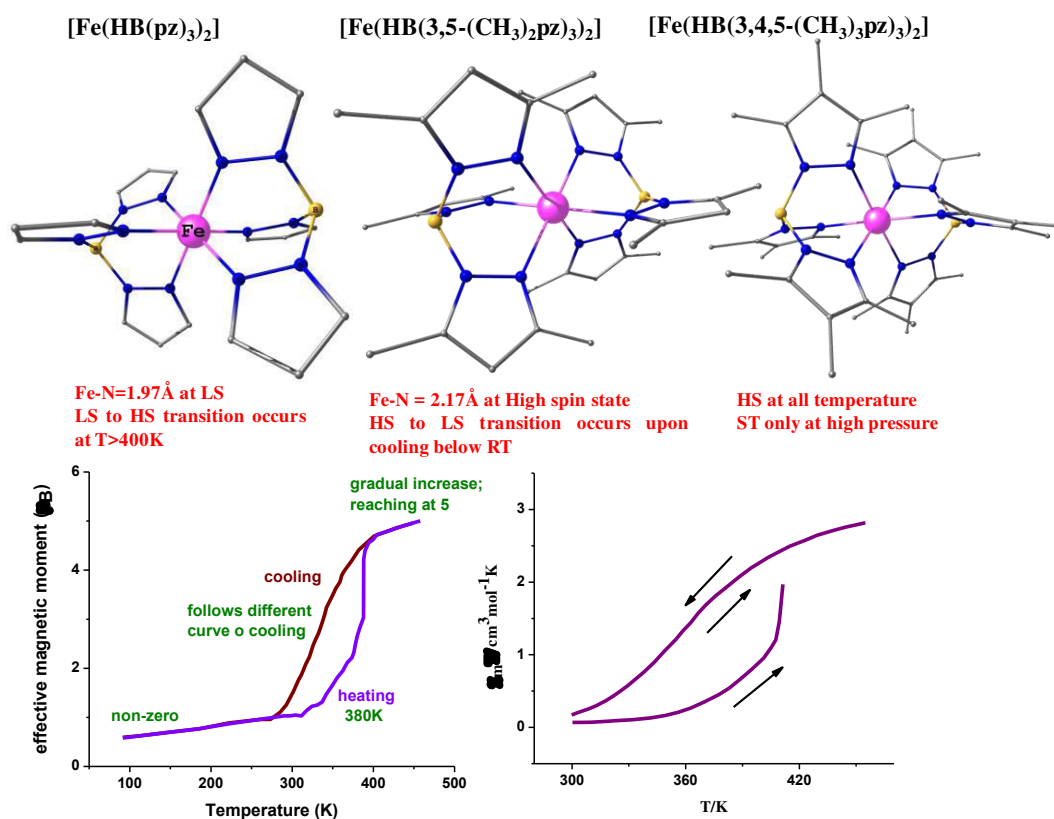 [Fe(HB(pz)₃)₂]
[Fe(HB(3,5-(CH₃)₂pz)₃)₂]
[Fe(HB(3,4,5-(CH₃)₃pz)₃)₂]
Fe
B
Fe-N=1.97Å at LS
LS to HS transition occurs
at T>400K
Fe-N = 2.17Å at High spin state
HS to LS transition occurs upon
cooling below RT
HS at all temperature
ST only at high pressure
effective magnetic moment ( B)
6
4
2
0
gradual increase;
reaching at 5
cooling
follows different
curve o cooling
heating
380K
non-zero
100 200 300 400 500
Temperature (K)
m /cm³mol⁻¹K
3
2
1
0
300 360 420
T/K